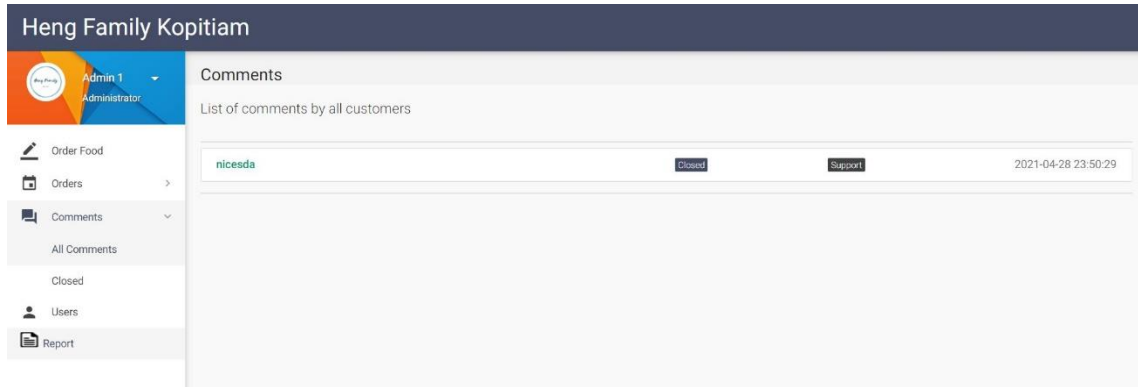 Heng Family Kopitiam
Admin 1
Administrator
Order Food
Orders
Comments
All Comments
Closed
Users
Report
Comments
List of comments by all customers
nicesda Closed Support 2021-04-28 23:50:29